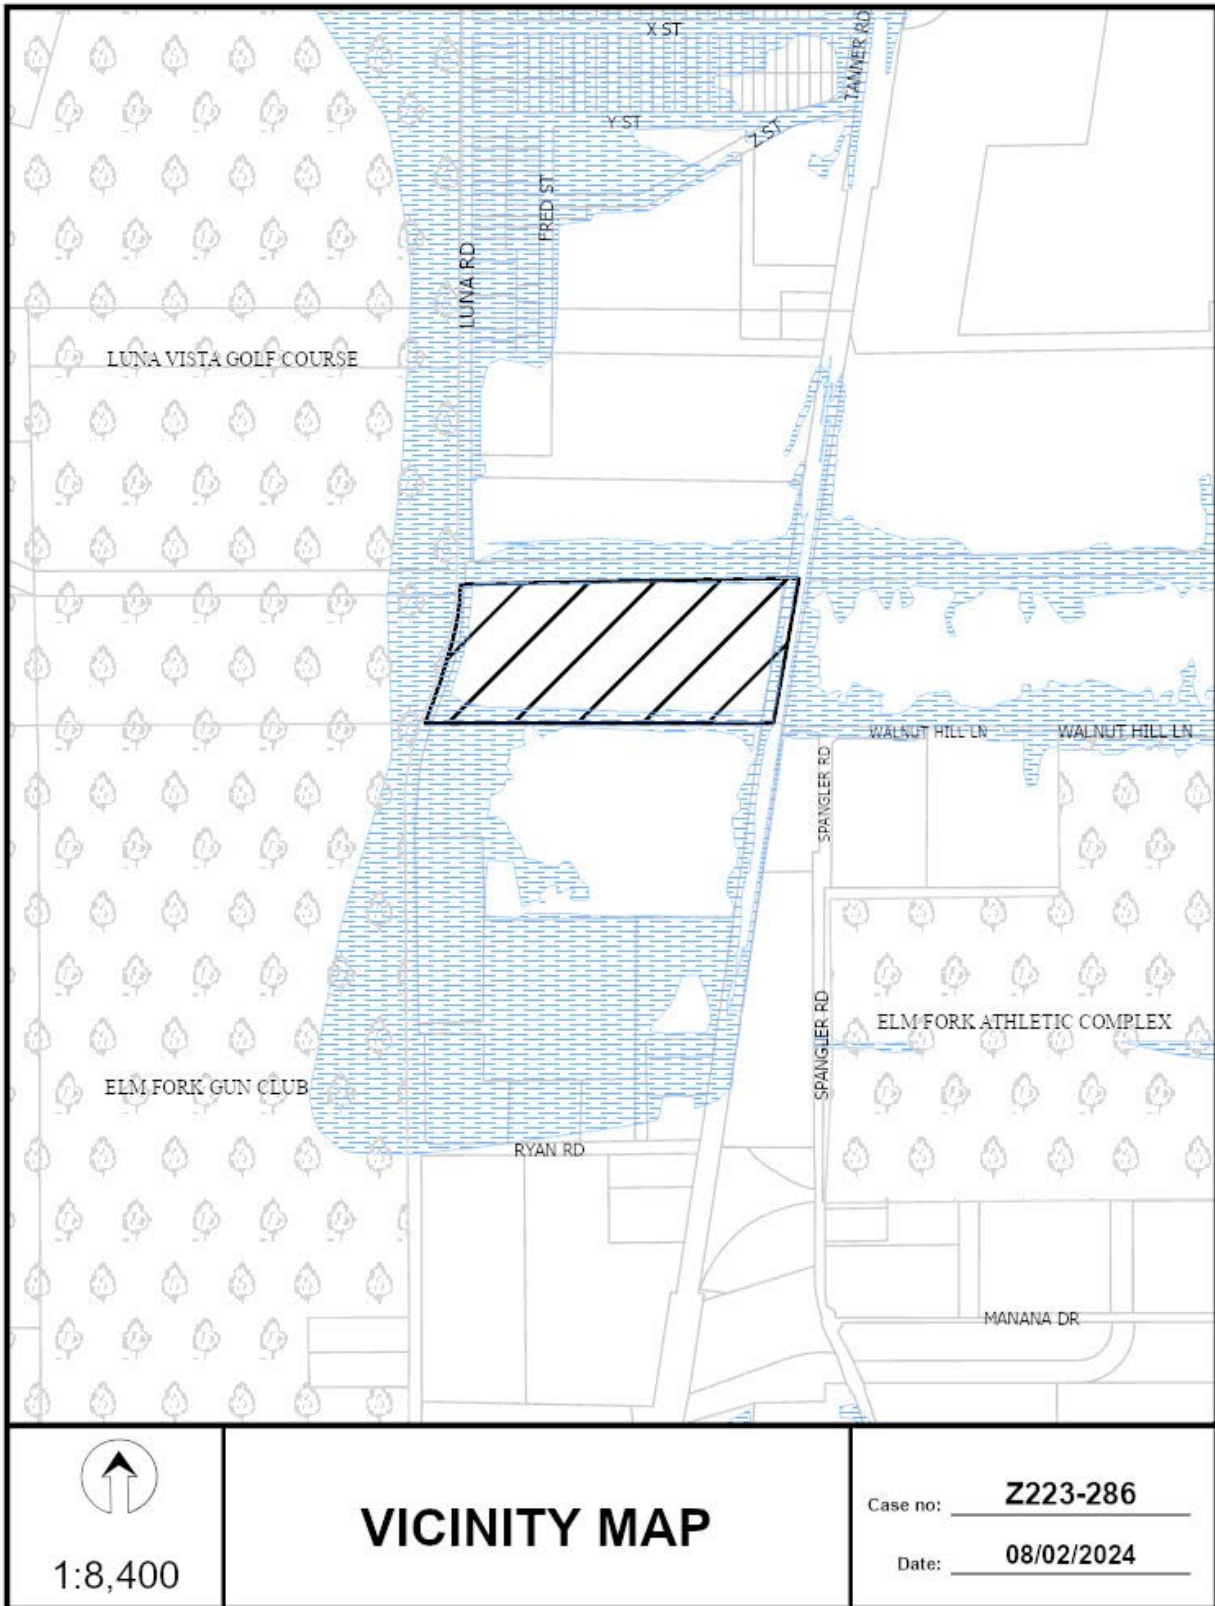 X ST
TANNER RD
Y ST
Z ST
FRED ST
LUNA RD
LUNA VISTA GOLF COURSE
WALNUT HILL LN
WALNUT HILL LN
SPANGLER RD
SPANGLER RD
ELM FORK ATHLETIC COMPLEX
ELM FORK GUN CLUB
RYAN RD
MANANA DR
1:8,400
VICINITY MAP
Case no: Z223-286
Date: 08/02/2024